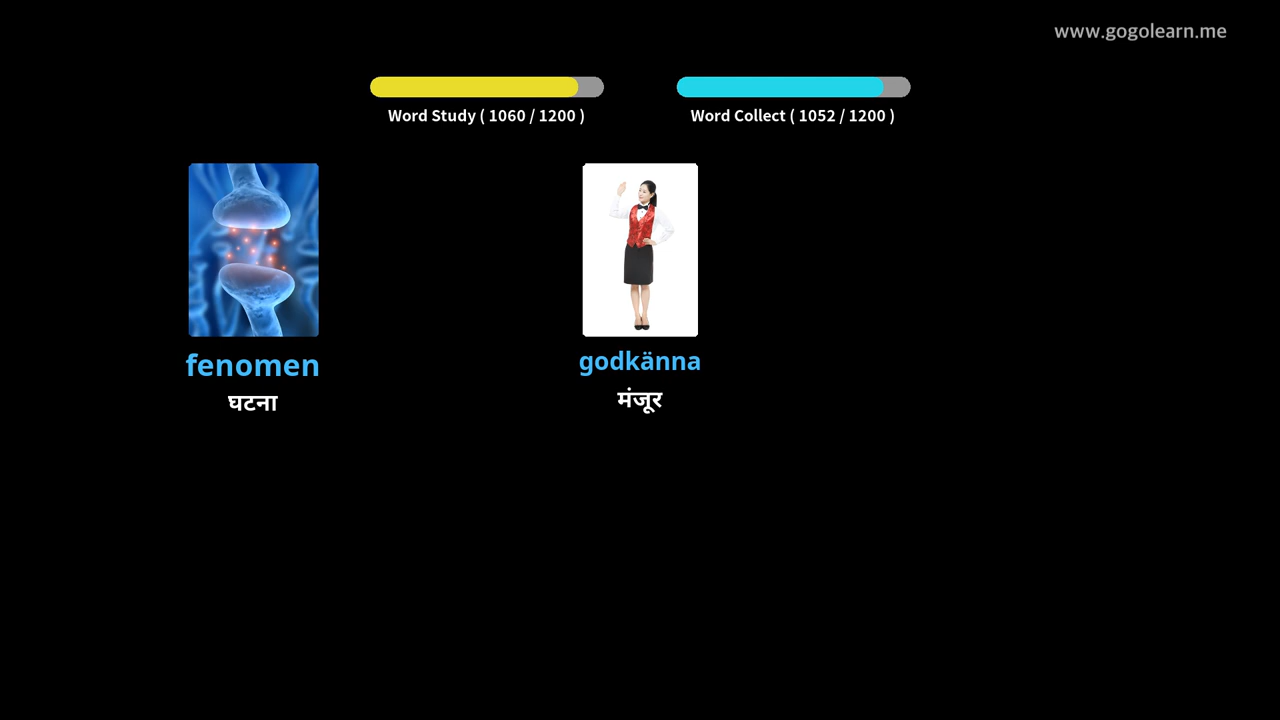 www.gogolearn.me
Word Study ( 1060 / 1200 )
Word Collect ( 1052 / 1200 )
fenomen
घटना
godkänna
मंजूर